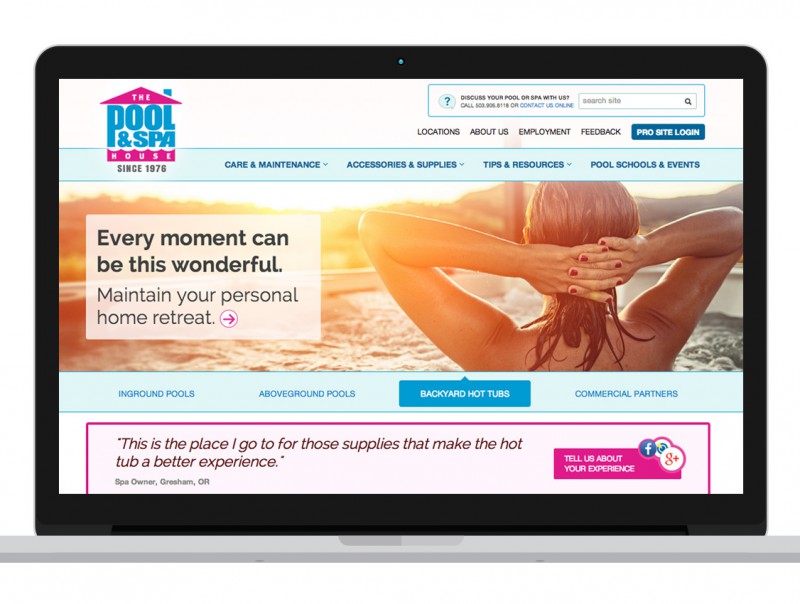 THE
POOL
& SPA
HOUSE
SINCE 1976
?
DISCUSS YOUR POOL OR SPA WITH US?
CALL 503.906.8118 OR CONTACT US ONLINE
search site
LOCATIONS ABOUT US EMPLOYMENT FEEDBACK PRO SITE LOGIN
CARE & MAINTENANCE ACCESSORIES & SUPPLIES TIPS & RESOURCES POOL SCHOOLS & EVENTS
Every moment can
be this wonderful.
Maintain your personal
home retreat.
INGROUND POOLS ABOVEGROUND POOLS BACKYARD HOT TUBS COMMERCIAL PARTNERS
"This is the place I go to for those supplies that make the hot
tub a better experience."
Spa Owner, Gresham, OR
TELL US ABOUT
YOUR EXPERIENCE
f
g+